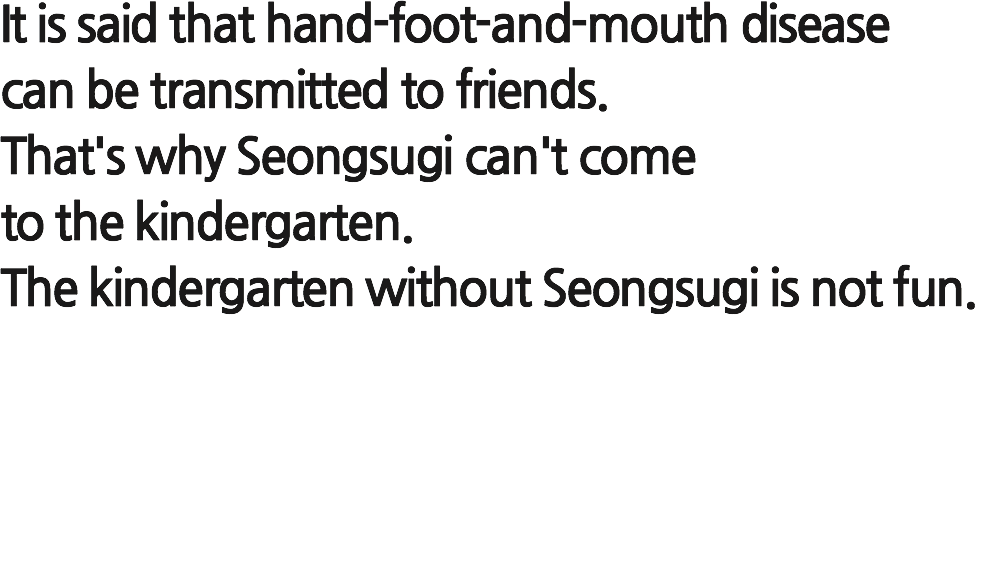 It is said that hand-foot-and-mouth disease
can be transmitted to friends.
That's why Seongsugi can't come
to the kindergarten.
The kindergarten without Seongsugi is not fun.